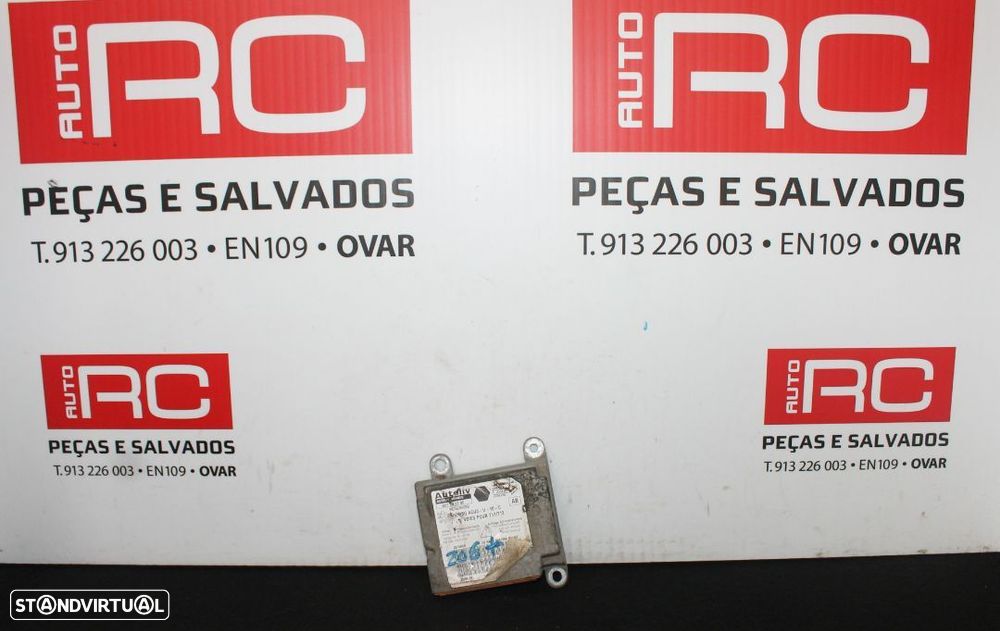 AUTO RC
PEÇAS E SALVADOS
T. 913 226 003 • EN109 • OVAR
AUTO RC
PEÇAS E SALVADOS
T. 913 226 003 • EN109 • OVAR
AUTO RC
PEÇAS E SALVADOS
T. 913 226 003 • EN109 • OVAR
AUTO RC
PEÇAS E SALVADOS
T. 913 226 003 • EN109 • OVAR
Autoliv
206+
STANDVIRTUAL